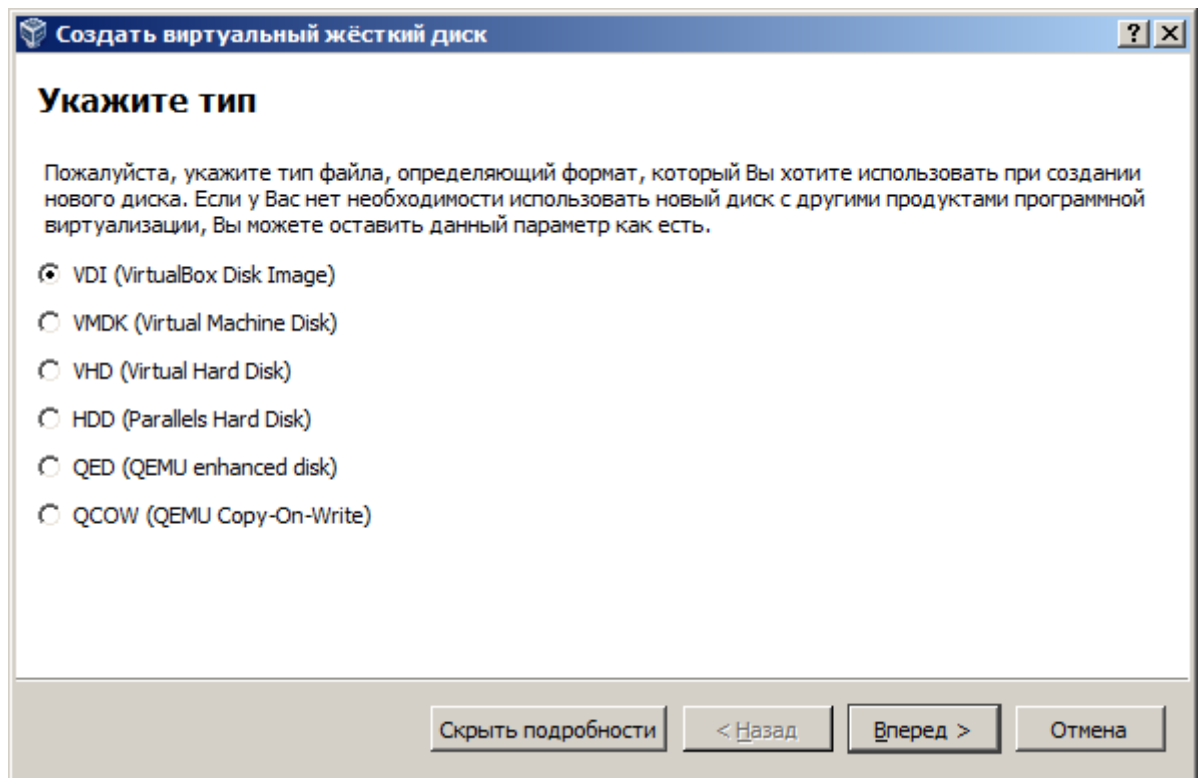 Создать виртуальный жёсткий диск
Укажите тип
Пожалуйста, укажите тип файла, определяющий формат, который Вы хотите использовать при создании
нового диска. Если у Вас нет необходимости использовать новый диск с другими продуктами программной
виртуализации, Вы можете оставить данный параметр как есть.
VDI (VirtualBox Disk Image)
VMDK (Virtual Machine Disk)
VHD (Virtual Hard Disk)
HDD (Parallels Hard Disk)
QED (QEMU enhanced disk)
QCOW (QEMU Copy-On-Write)
Скрыть подробности < Назад Вперед > Отмена